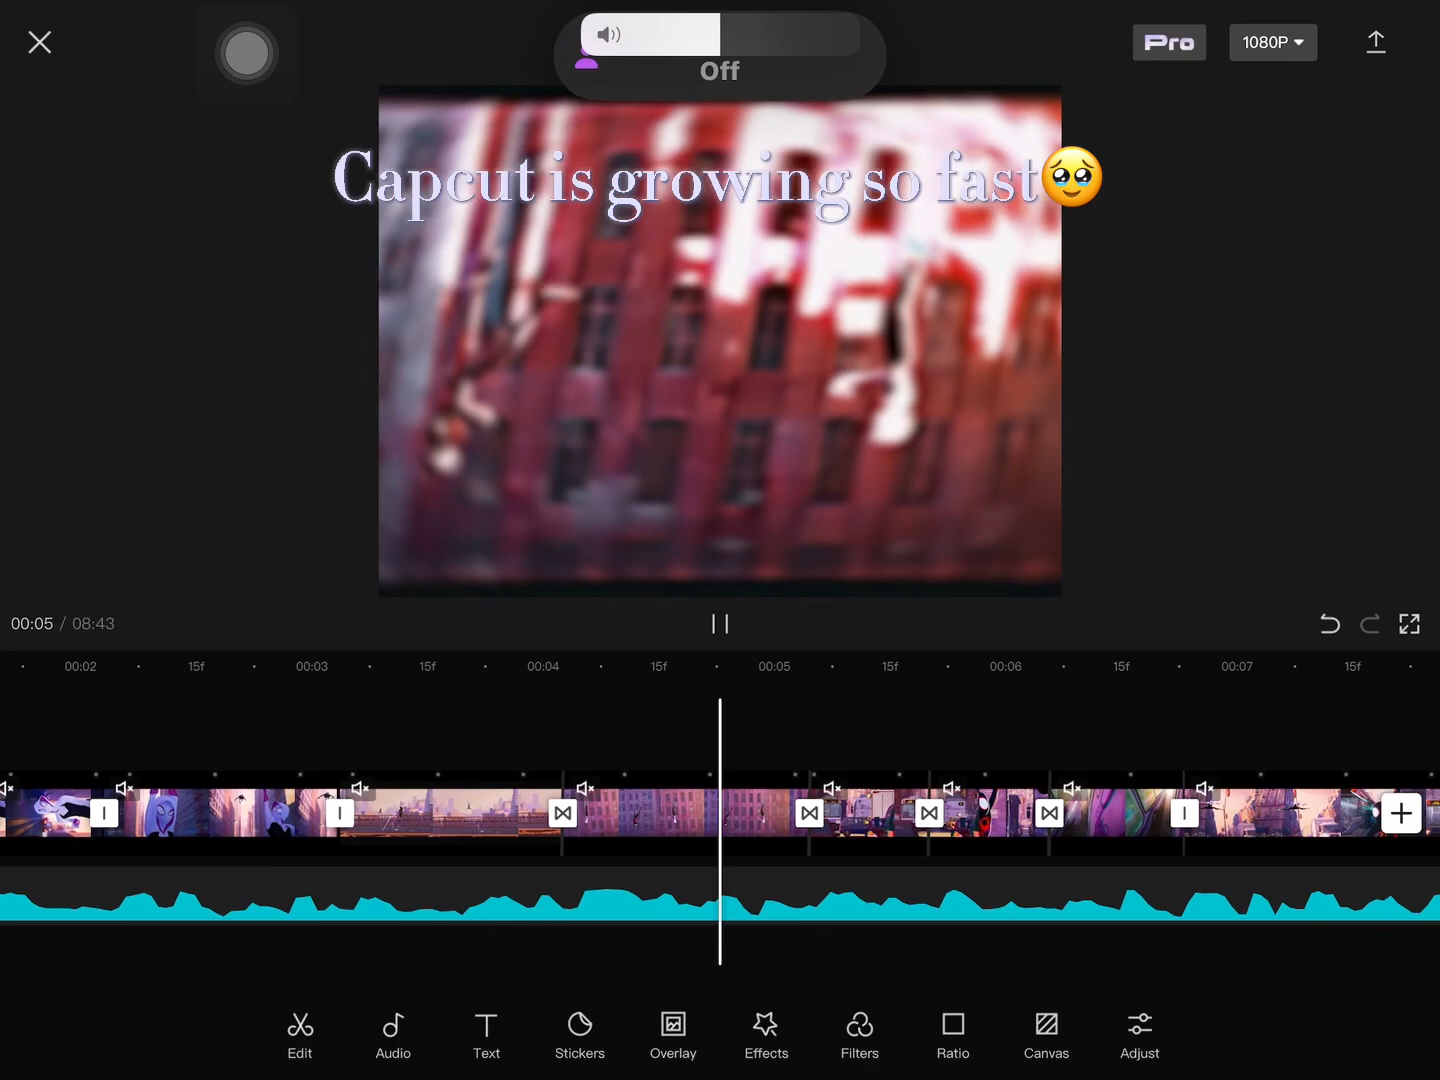 Pro
1080P
Off
Capcut is growing so fast🥹
00:05 / 08:43
00:02 15f 00:03 15f 00:04 15f 00:05 15f 00:06 15f 00:07 15f
Edit Audio Text Stickers Overlay Effects Filters Ratio Canvas Adjust